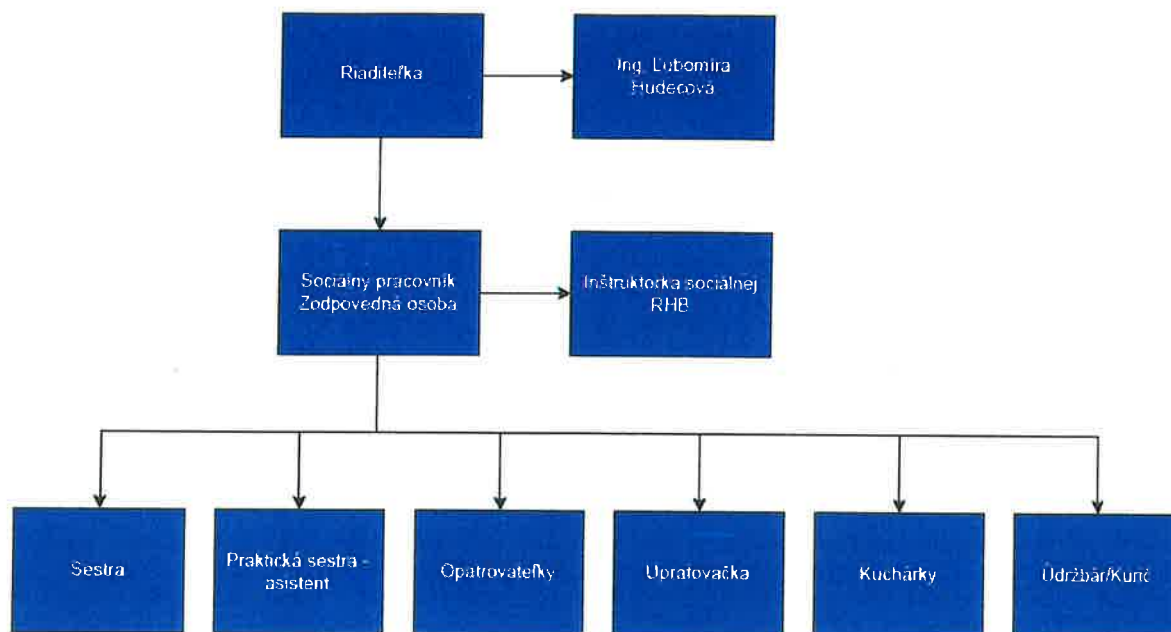 Riaditeľka
Ing. Ľubomíra
Hudecová
Sociálny pracovník
Zodpovedná osoba
Inštruktorka sociálnej
RHB
Sestra
Praktická sestra -
asistent
Opatrovateľky
Upratovačka
Kuchárky
Údržbár/Kurič